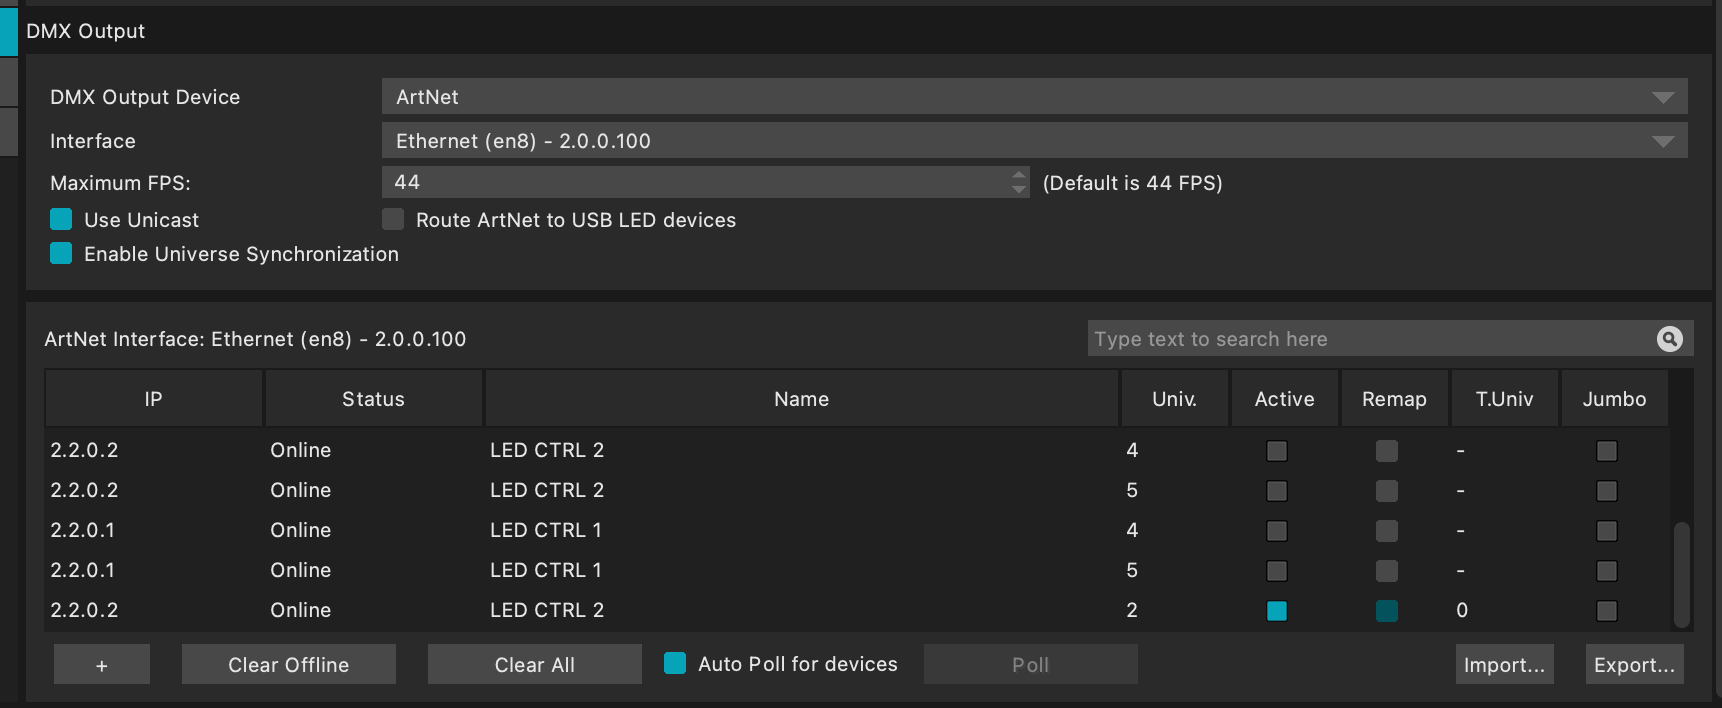 DMX Output
DMX Output Device ArtNet
Interface Ethernet (en8) - 2.0.0.100
Maximum FPS: 44 (Default is 44 FPS)
Use Unicast Route ArtNet to USB LED devices
Enable Universe Synchronization
ArtNet Interface: Ethernet (en8) - 2.0.0.100 Type text to search here
IP Status Name Univ. Active Remap T.Univ Jumbo
2.2.0.2 Online LED CTRL 2 4 -
2.2.0.2 Online LED CTRL 2 5 -
2.2.0.1 Online LED CTRL 1 4 -
2.2.0.1 Online LED CTRL 1 5 -
2.2.0.2 Online LED CTRL 2 2 0
+ Clear Offline Clear All Auto Poll for devices Poll Import... Export...